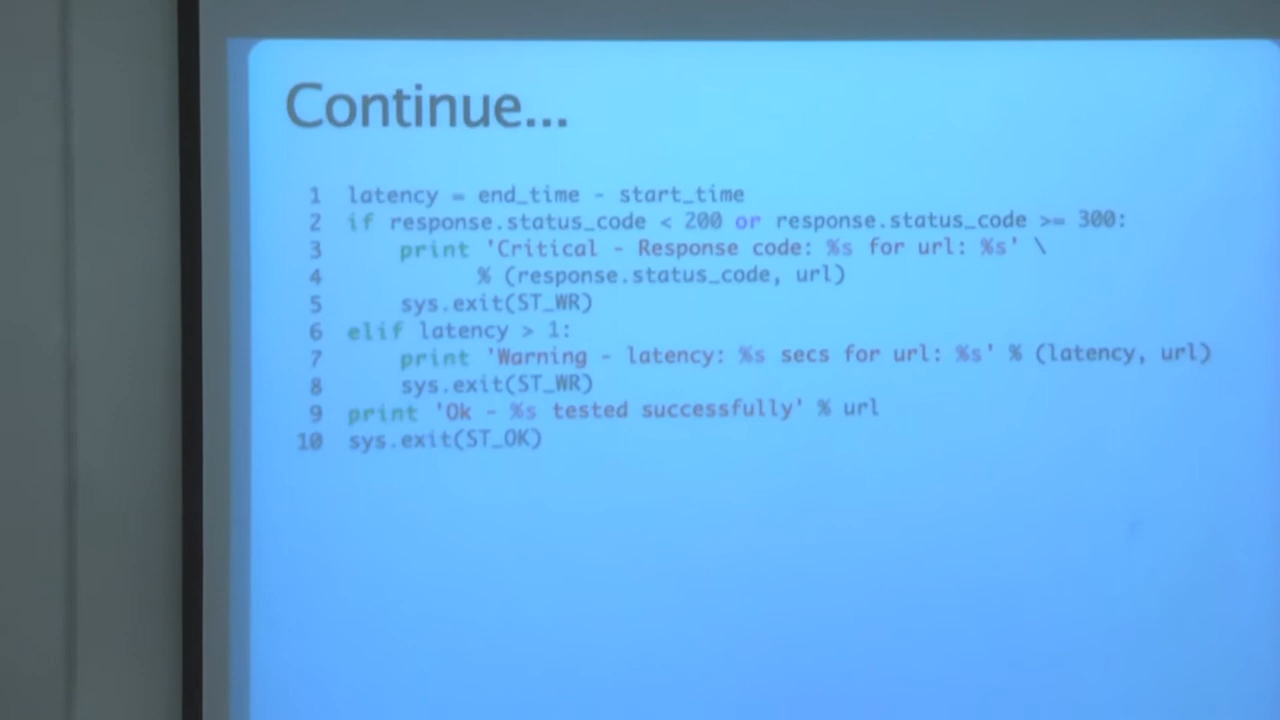 Continue...
1 latency = end_time - start_time
2 if response.status_code < 200 or response.status_code >= 300:
3     print 'Critical - Response code: %s for url: %s' \
4           % (response.status_code, url)
5     sys.exit(ST_WR)
6 elif latency > 1:
7     print 'Warning - latency: %s secs for url: %s' % (latency, url)
8     sys.exit(ST_WR)
9 print 'Ok - %s tested successfully' % url
10 sys.exit(ST_OK)